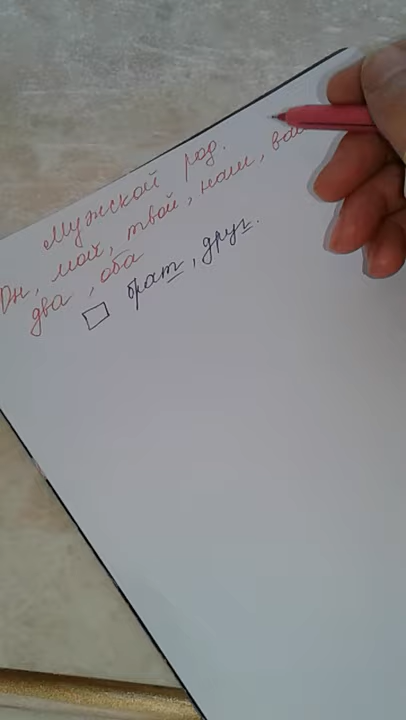 Мужской род.
Он, мой, твой, наш, ваш
два, оба
брат, друг.